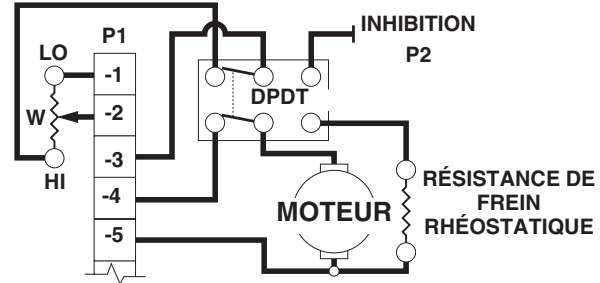 P1
LO
-1
W
-2
-3
HI
-4
-5
INHIBITION
P2
DPDT
MOTEUR
RÉSISTANCE DE
FREIN
RHÉOSTATIQUE